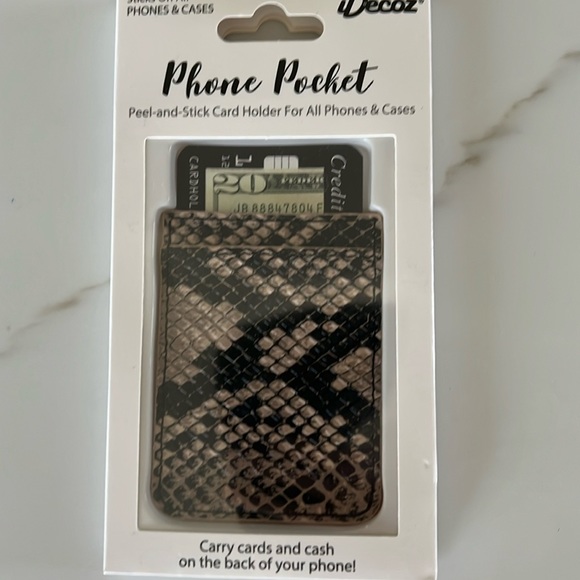 PHONES & CASES
iDecoz®
Phone Pocket
Peel-and-Stick Card Holder For All Phones & Cases
CARDHOL
Credit
20
JB 88847804 F
Carry cards and cash
on the back of your phone!